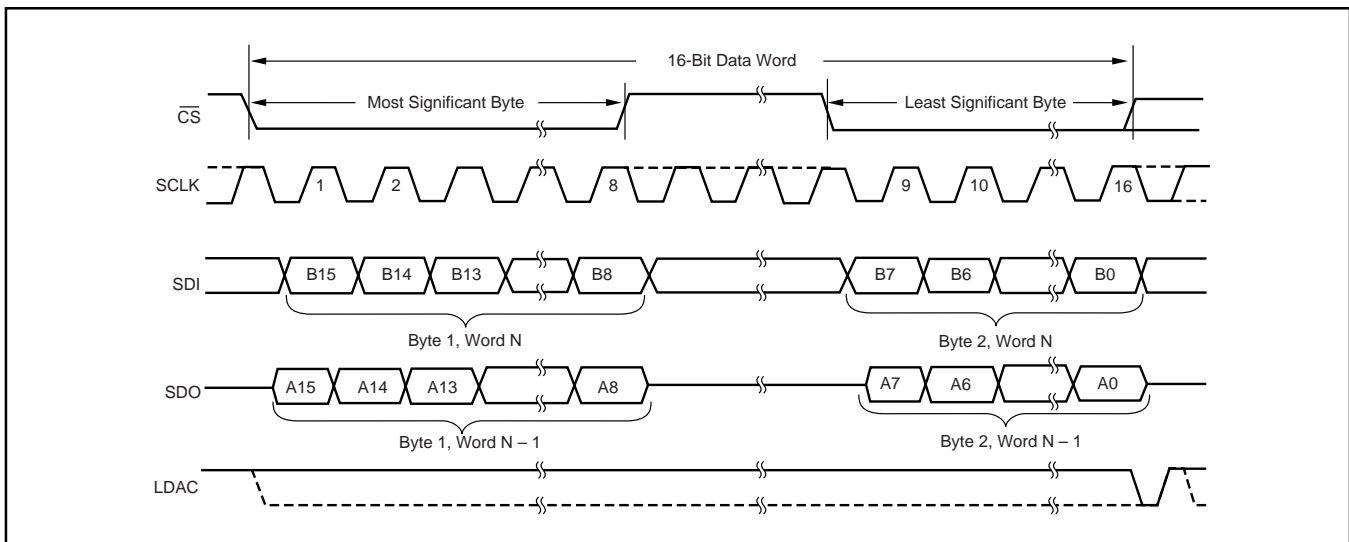 16-Bit Data Word
Most Significant Byte
Least Significant Byte
CS
SCLK
1 2 8 9 10 16
SDI
B15 B14 B13 B8 B7 B6 B0
Byte 1, Word N
Byte 2, Word N
SDO
A15 A14 A13 A8 A7 A6 A0
Byte 1, Word N – 1
Byte 2, Word N – 1
LDAC